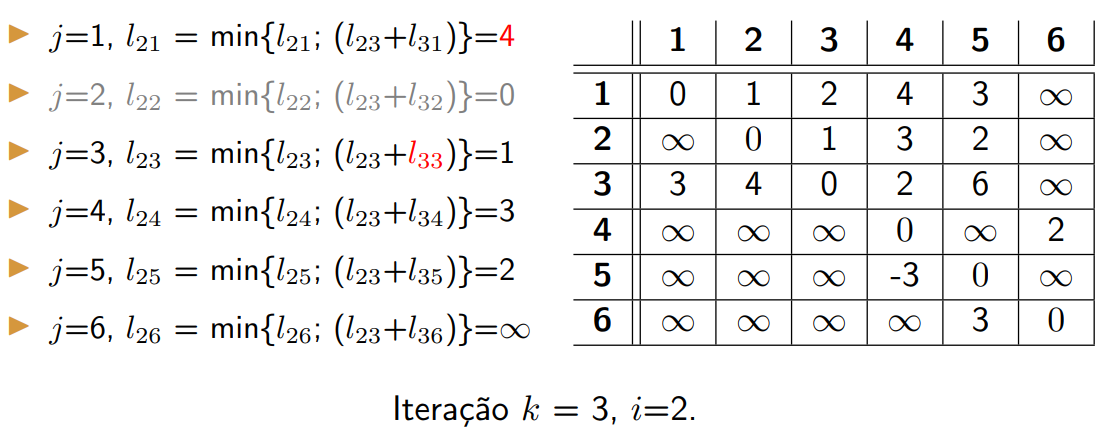 ▶ j=1, l₂₁ = min{l₂₁; (l₂₃+l₃₁)}=4
▶ j=2, l₂₂ = min{l₂₂; (l₂₃+l₃₂)}=0
▶ j=3, l₂₃ = min{l₂₃; (l₂₃+l₃₃)}=1
▶ j=4, l₂₄ = min{l₂₄; (l₂₃+l₃₄)}=3
▶ j=5, l₂₅ = min{l₂₅; (l₂₃+l₃₅)}=2
▶ j=6, l₂₆ = min{l₂₆; (l₂₃+l₃₆)}=∞
1 2 3 4 5 6
1 0 1 2 4 3 ∞
2 ∞ 0 1 3 2 ∞
3 3 4 0 2 6 ∞
4 ∞ ∞ ∞ 0 ∞ 2
5 ∞ ∞ ∞ -3 0 ∞
6 ∞ ∞ ∞ ∞ 3 0
Iteração k = 3, i=2.